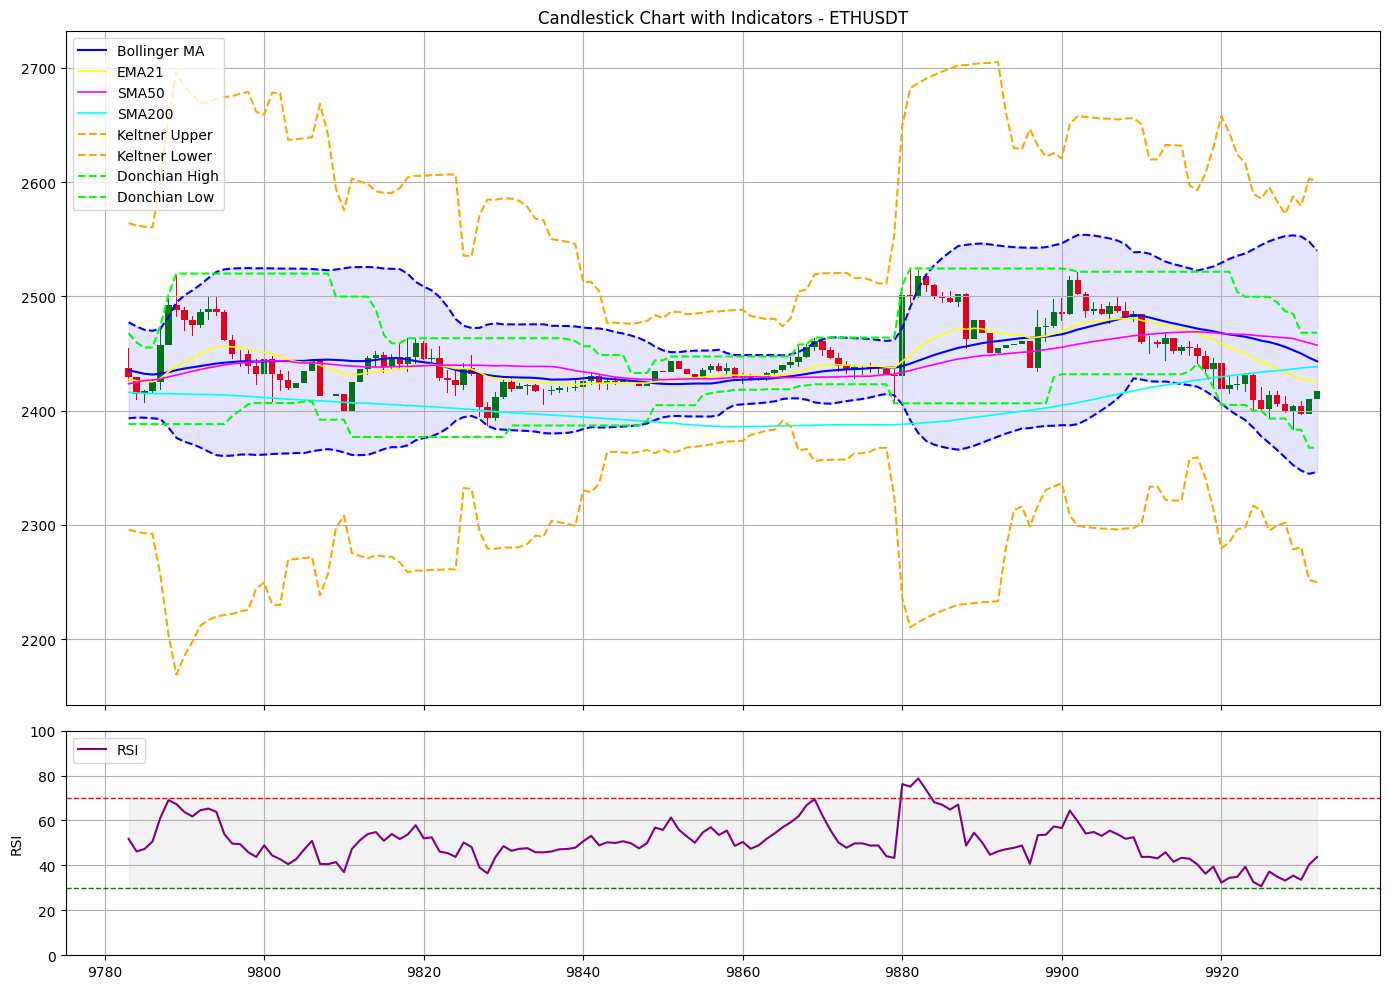 Candlestick Chart with Indicators - ETHUSDT
Bollinger MA
EMA21
SMA50
SMA200
Keltner Upper
Keltner Lower
Donchian High
Donchian Low
2700
2600
2500
2400
2300
2200
RSI
100
80
60
40
20
0
RSI
9780 9800 9820 9840 9860 9880 9900 9920